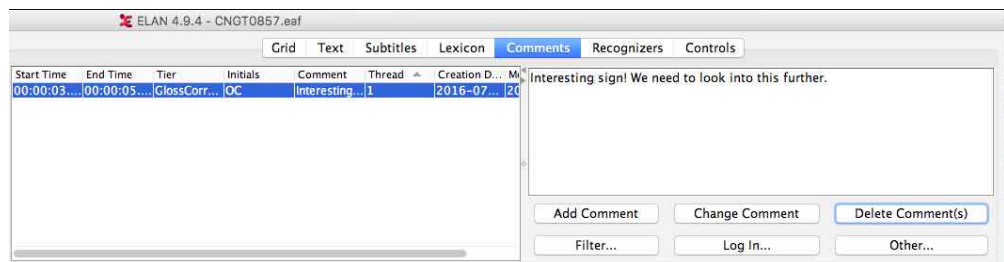 ELAN 4.9.4 - CNGT0857.eaf
Grid Text Subtitles Lexicon Comments Recognizers Controls
Start Time End Time Tier Initials Comment Thread Creation D... M
00:00:03.... 00:00:05.... GlossCorr... OC Interesting... 1 2016-07... 20
Interesting sign! We need to look into this further.
Add Comment Change Comment Delete Comment(s)
Filter... Log In... Other...